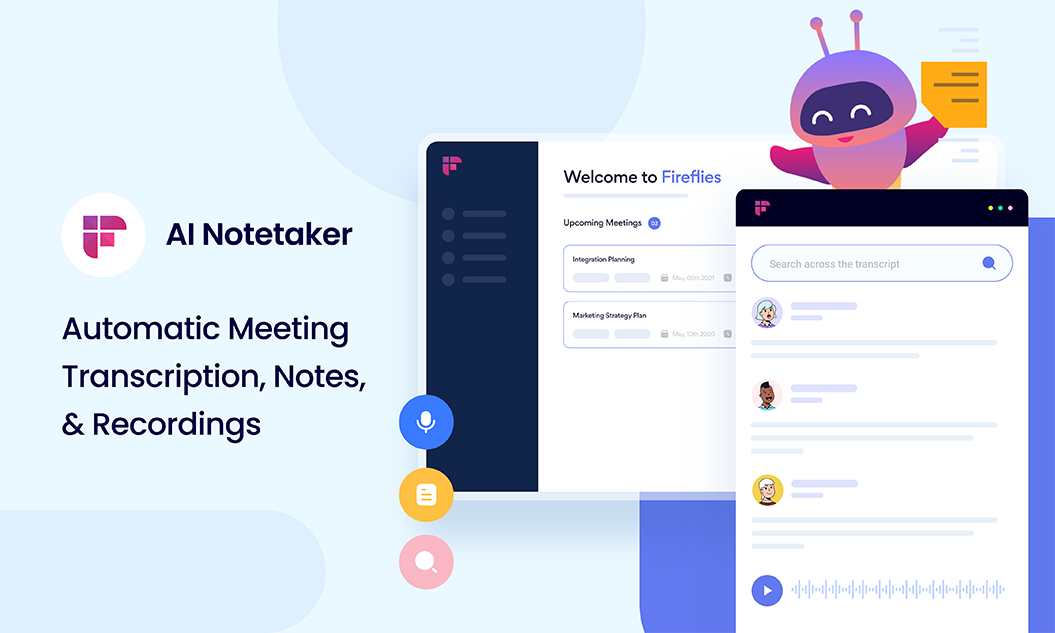 AI Notetaker
Automatic Meeting
Transcription, Notes,
& Recordings
Welcome to Fireflies
Upcoming Meetings 02
Integration Planning
May, 05th 2021
Marketing Strategy Plan
May, 10th 2020
Search across the transcript